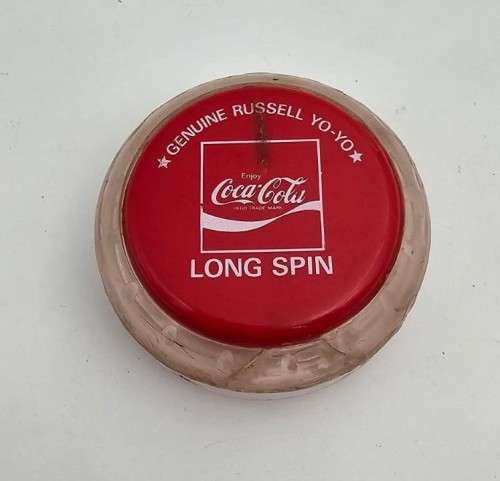 ★GENUINE RUSSELL YO-YO★
Enjoy
Coca-Cola
LONG SPIN